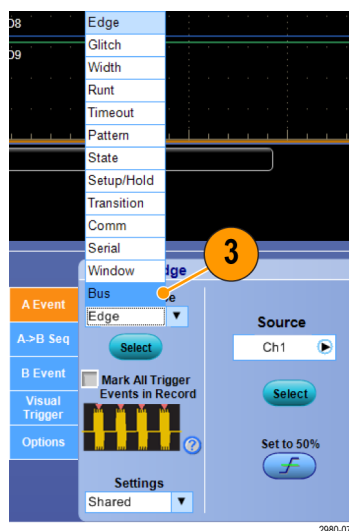 D8
D9
Edge
Glitch
Width
Runt
Timeout
Pattern
State
Setup/Hold
Transition
Comm
Serial
Window
Bus
3
dge
e
Edge
A Event
A->B Seq
B Event
Visual
Trigger
Options
Select
Mark All Trigger
Events in Record
?
Settings
Shared
Source
Ch1
Select
Set to 50%